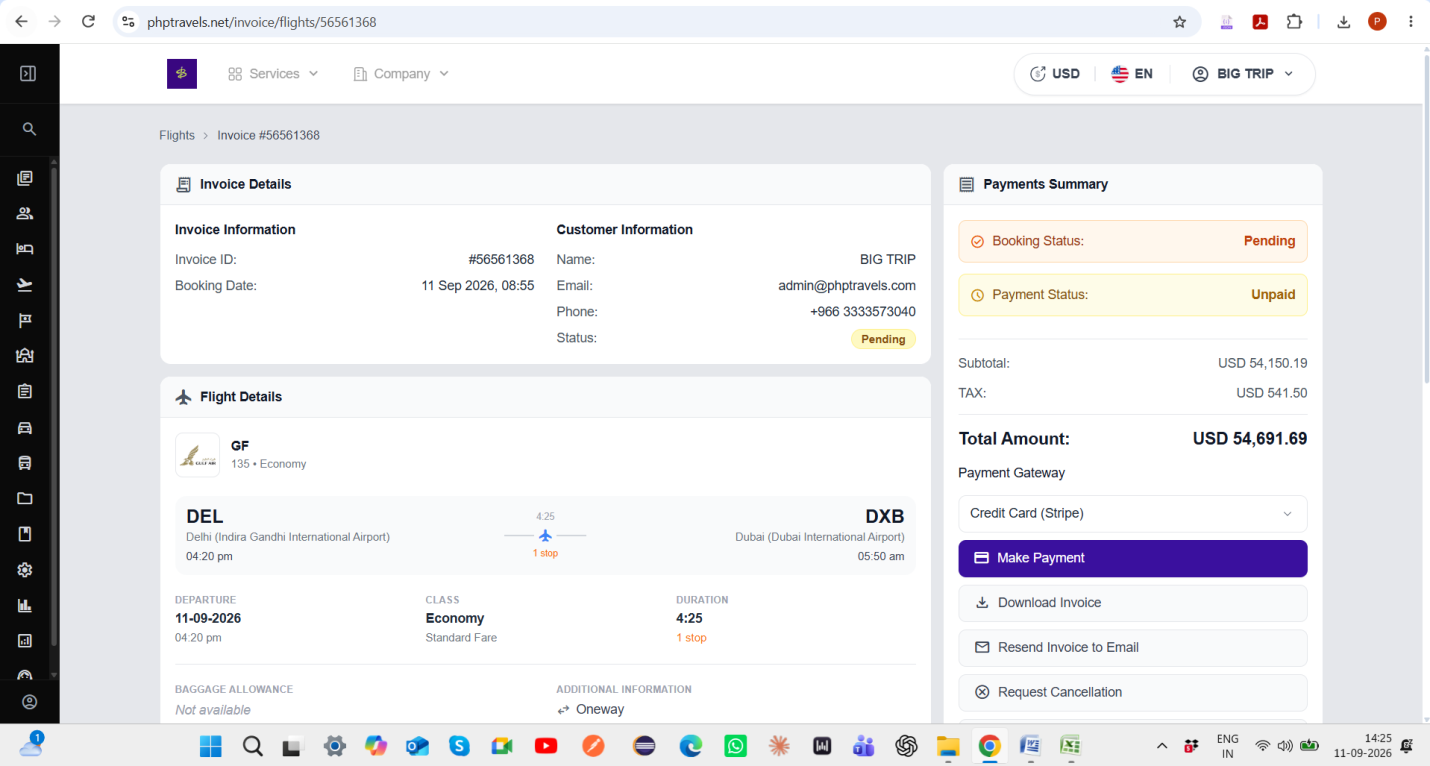 phptravels.net/invoice/flights/56561368
P
Services
Company
USD
EN
BIG TRIP
Flights > Invoice #56561368
Invoice Details
Invoice Information
Invoice ID: #56561368
Booking Date: 11 Sep 2026, 08:55
Customer Information
Name: BIG TRIP
Email: admin@phptravels.com
Phone: +966 3333573040
Status: Pending
Flight Details
GF
135 • Economy
GULF AIR
DEL
Delhi (Indira Gandhi International Airport)
04:20 pm
4:25
1 stop
DXB
Dubai (Dubai International Airport)
05:50 am
DEPARTURE
11-09-2026
04:20 pm
CLASS
Economy
Standard Fare
DURATION
4:25
1 stop
BAGGAGE ALLOWANCE
Not available
ADDITIONAL INFORMATION
Oneway
Payments Summary
Booking Status: Pending
Payment Status: Unpaid
Subtotal: USD 54,150.19
TAX: USD 541.50
Total Amount: USD 54,691.69
Payment Gateway
Credit Card (Stripe)
Make Payment
Download Invoice
Resend Invoice to Email
Request Cancellation
1
ENG
IN
14:25
11-09-2026